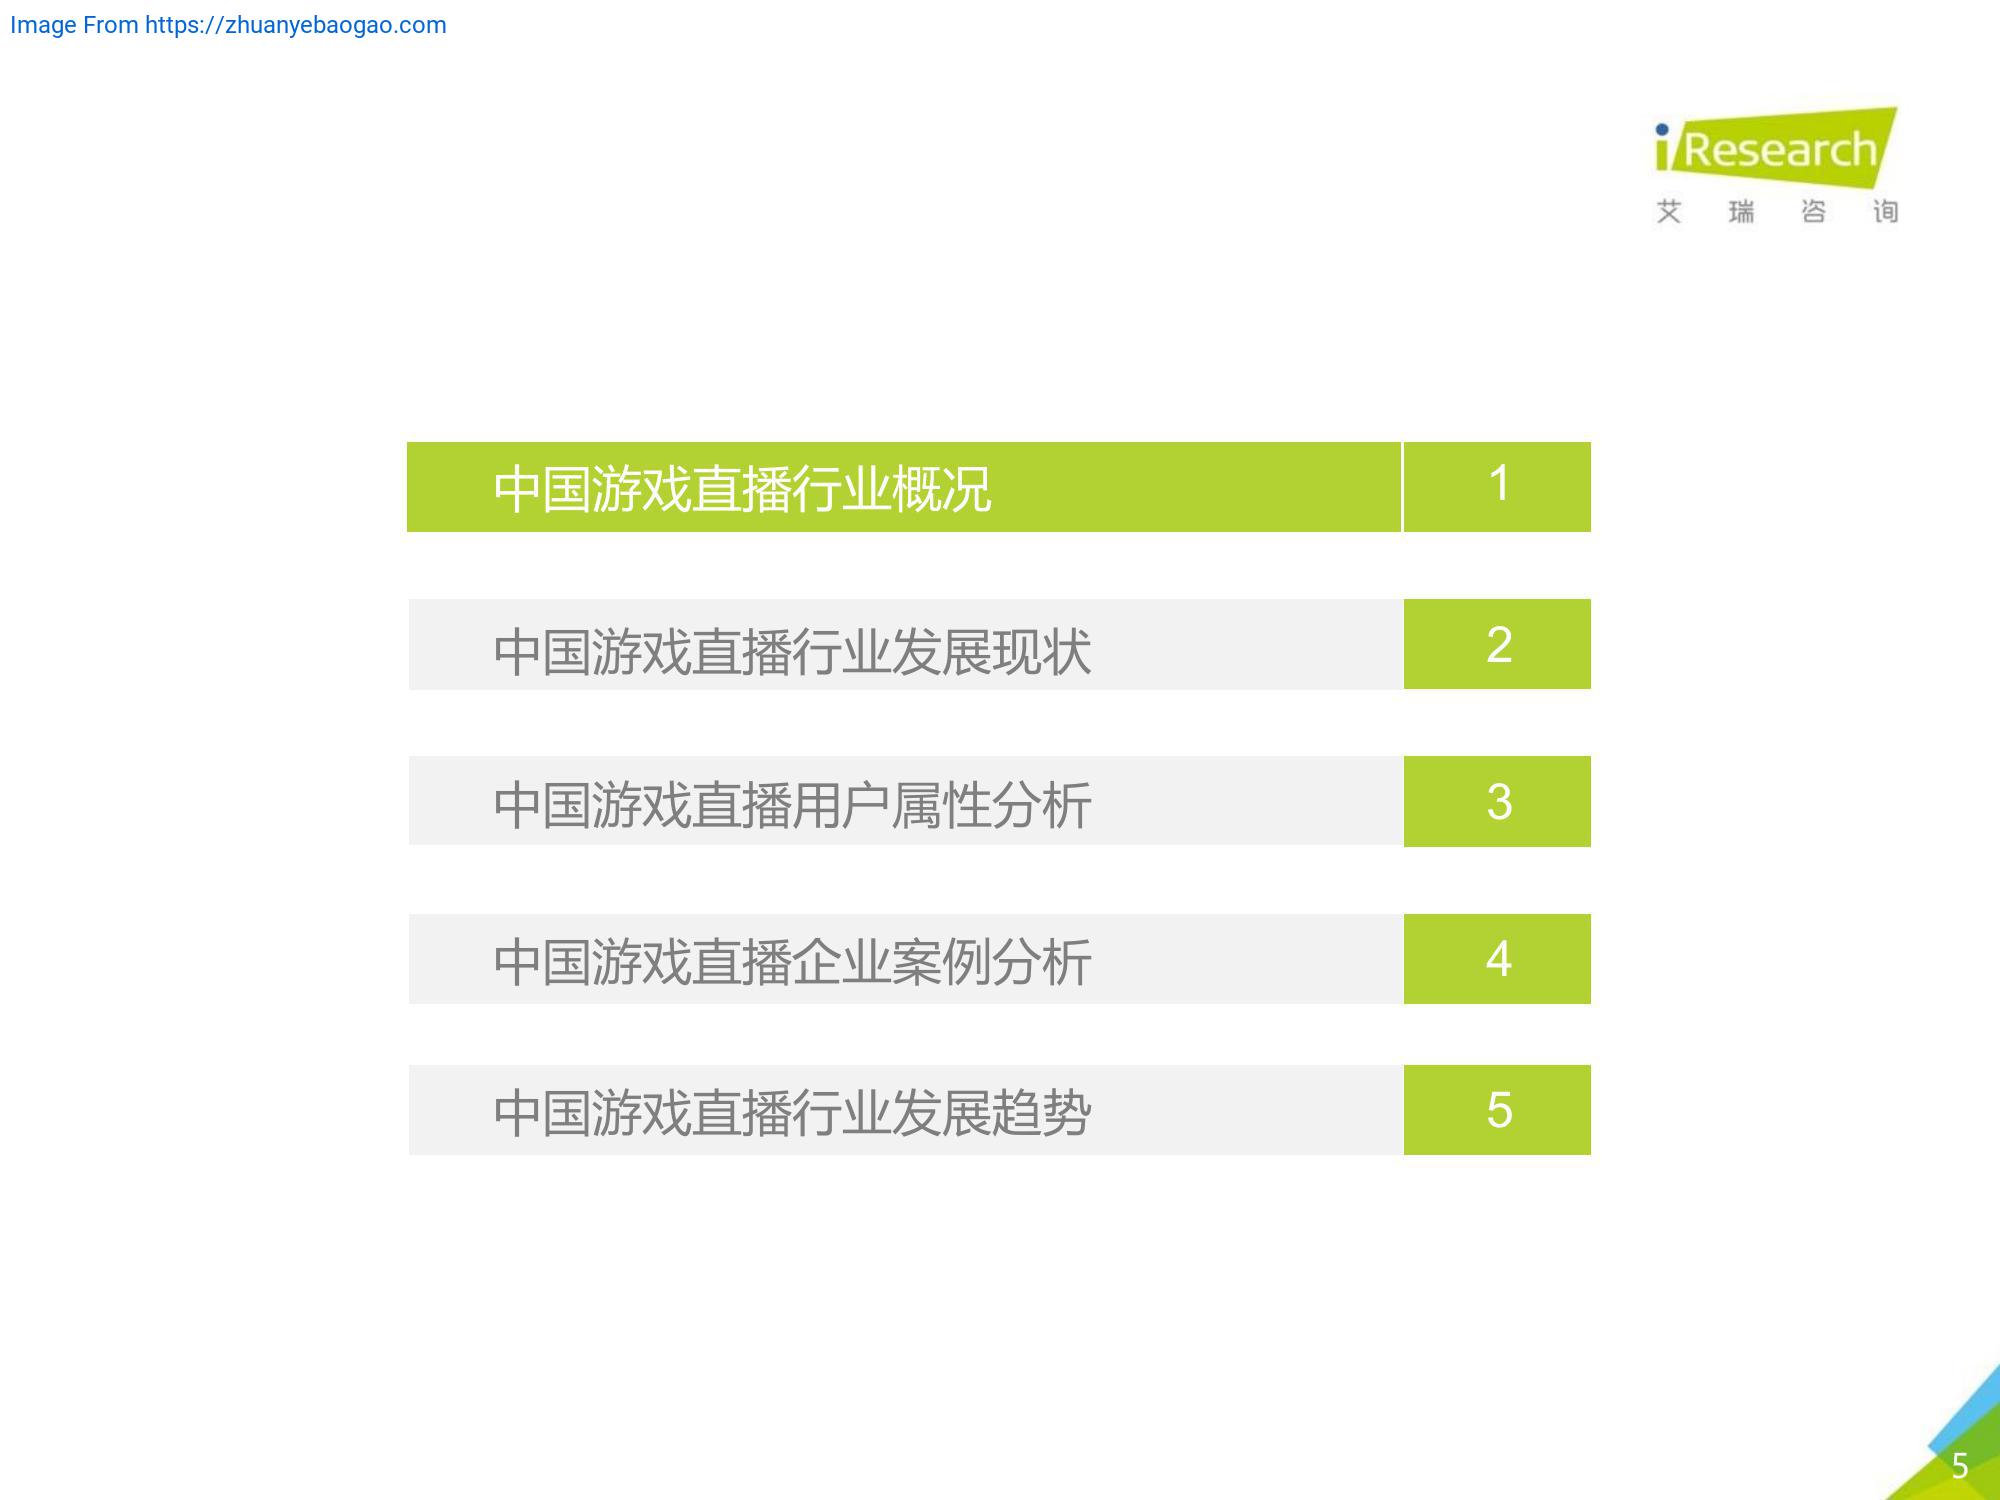 Image From https://zhuanyebaogao.com
iResearch
艾瑞咨询
中国游戏直播行业概况 1
中国游戏直播行业发展现状 2
中国游戏直播用户属性分析 3
中国游戏直播企业案例分析 4
中国游戏直播行业发展趋势 5
5